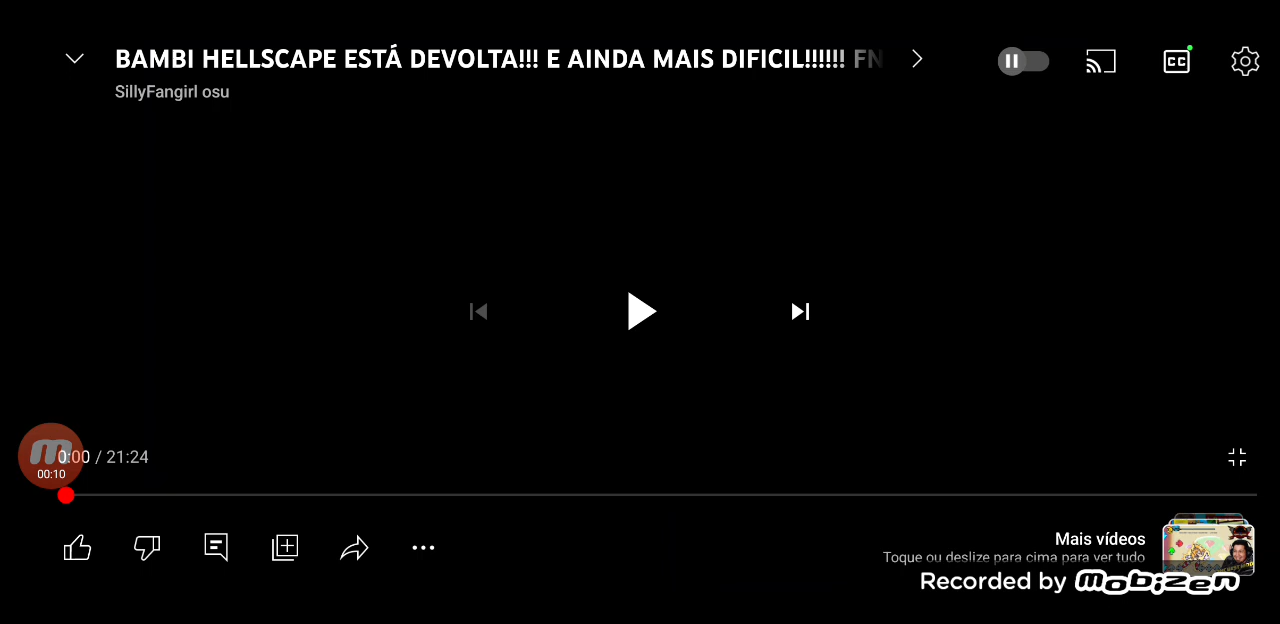 BAMBI HELLSCAPE ESTÁ DEVOLTA!!! E AINDA MAIS DIFICIL!!!!!! FN
SillyFangirl osu
CC
m
0:00 / 21:24
00:10
Mais vídeos
Toque ou deslize para cima para ver tudo
Recorded by mobizen